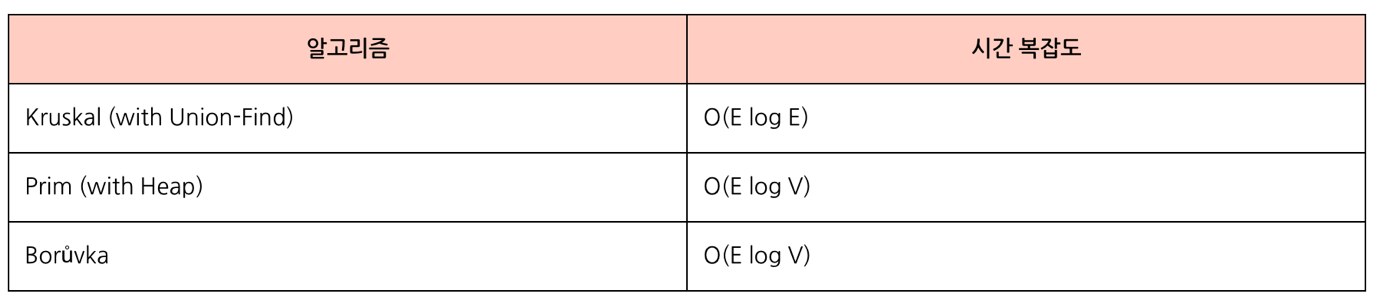 알고리즘 시간 복잡도
Kruskal (with Union-Find) O(E log E)
Prim (with Heap) O(E log V)
Borůvka O(E log V)